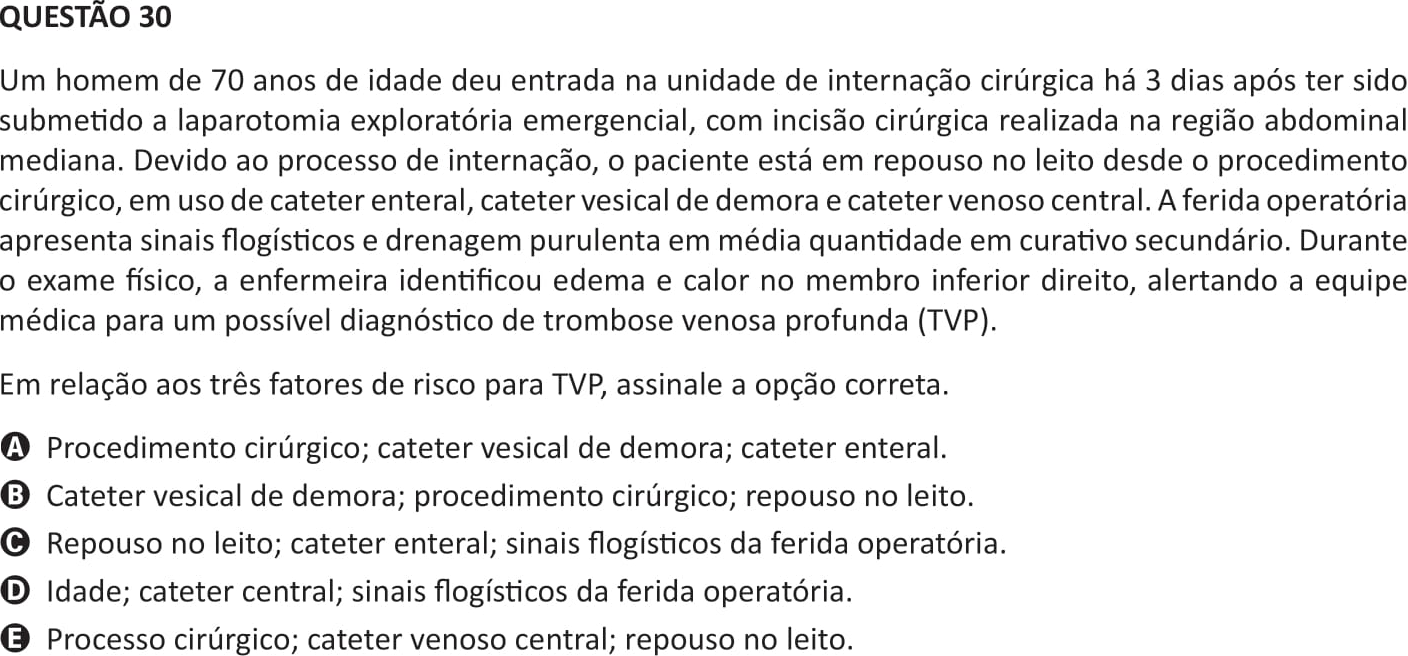 QUESTÃO 30
Um homem de 70 anos de idade deu entrada na unidade de internação cirúrgica há 3 dias após ter sido
submetido a laparotomia exploratória emergencial, com incisão cirúrgica realizada na região abdominal
mediana. Devido ao processo de internação, o paciente está em repouso no leito desde o procedimento
cirúrgico, em uso de cateter enteral, cateter vesical de demora e cateter venoso central. A ferida operatória
apresenta sinais flogísticos e drenagem purulenta em média quantidade em curativo secundário. Durante
o exame físico, a enfermeira identificou edema e calor no membro inferior direito, alertando a equipe
médica para um possível diagnóstico de trombose venosa profunda (TVP).
Em relação aos três fatores de risco para TVP, assinale a opção correta.
A Procedimento cirúrgico; cateter vesical de demora; cateter enteral.
B Cateter vesical de demora; procedimento cirúrgico; repouso no leito.
C Repouso no leito; cateter enteral; sinais flogísticos da ferida operatória.
D Idade; cateter central; sinais flogísticos da ferida operatória.
E Processo cirúrgico; cateter venoso central; repouso no leito.